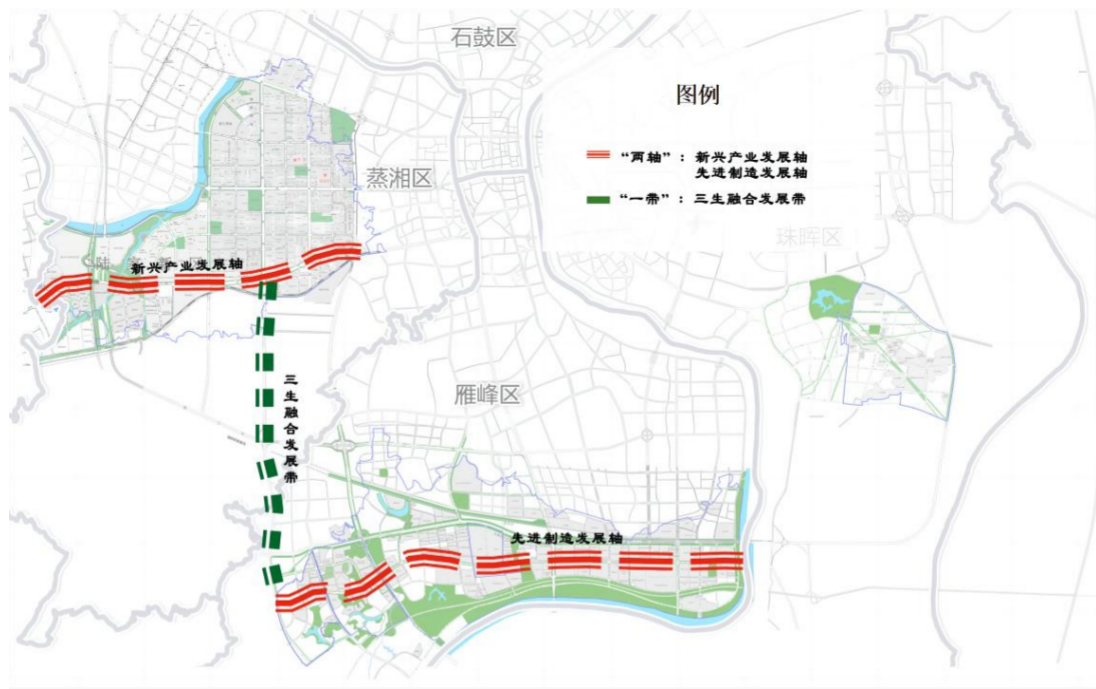 石鼓区
图例
“两轴”：新兴产业发展轴
先进制造发展轴
“一带”：三生融合发展带
蒸湘区
珠晖区
新兴产业发展轴
三生融合发展带
雁峰区
先进制造发展轴